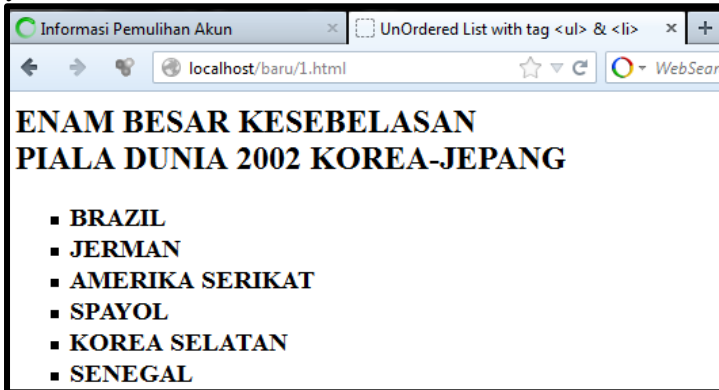 Informasi Pemulihan Akun × UnOrdered List with tag <ul> & <li> × +
localhost/baru/1.html WebSear
ENAM BESAR KESEBELASAN
PIALA DUNIA 2002 KOREA-JEPANG
▪ BRAZIL
▪ JERMAN
▪ AMERIKA SERIKAT
▪ SPAYOL
▪ KOREA SELATAN
▪ SENEGAL